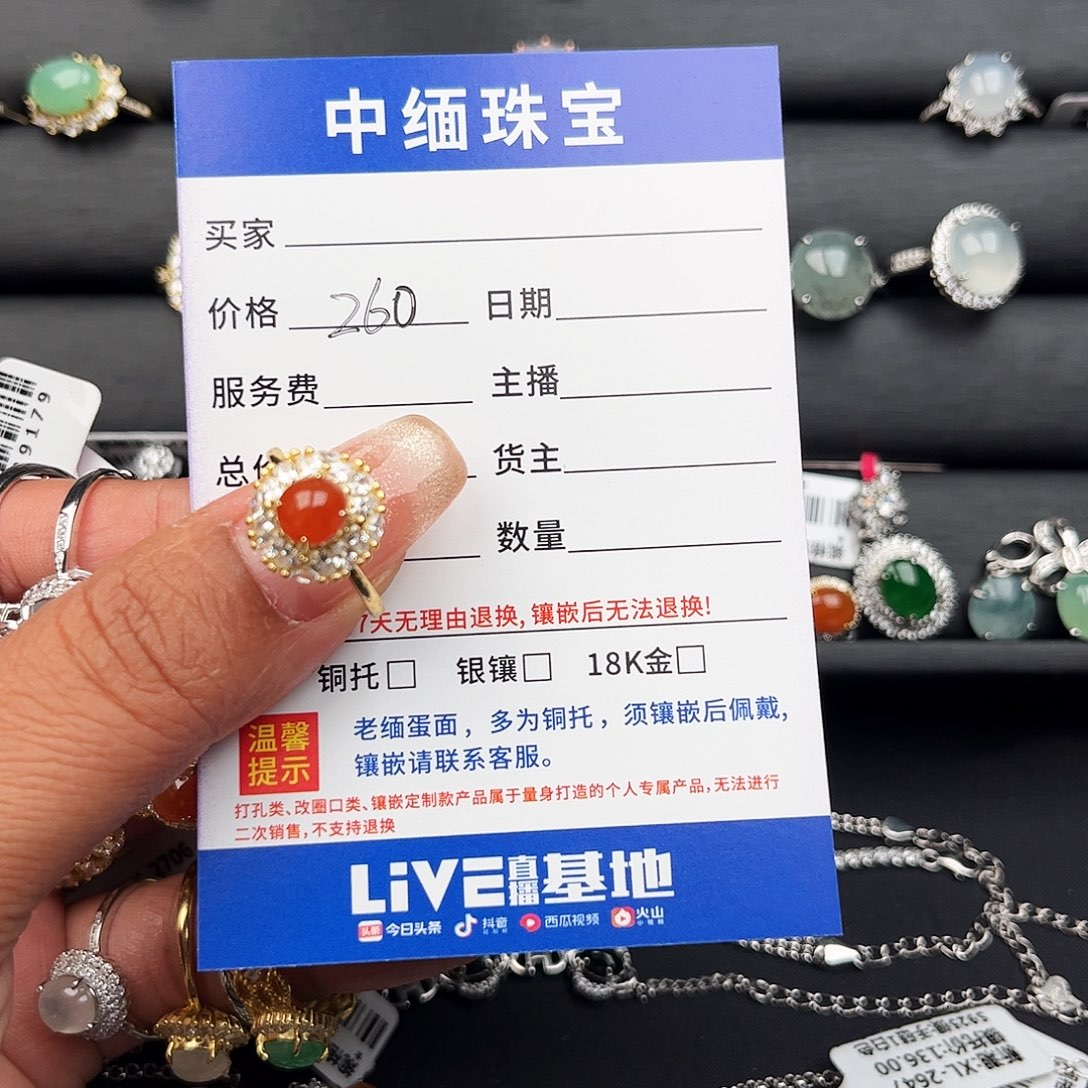 中缅珠宝
买家
价格 260 日期
服务费 主播
总 货主
数量
7天无理由退换,镶嵌后无法退换!
铜托□ 银镶□ 18K金□
温馨提示
老缅蛋面,多为铜托,须镶嵌后佩戴,
镶嵌请联系客服。
打孔类、改圈口类、镶嵌定制款产品属于量身打造的个人专属产品,无法进行
二次销售,不支持退换
LiVE直播基地
头条 今日头条 抖音 西瓜视频 火山
9179
3706